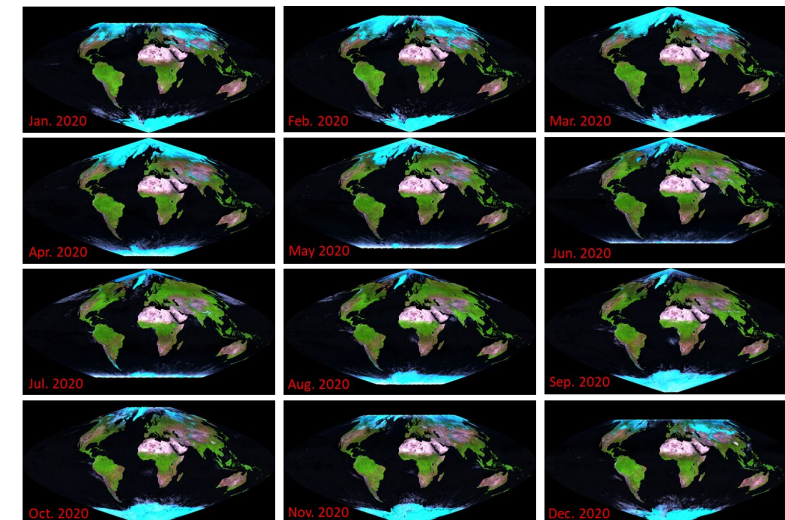 Jan. 2020
Feb. 2020
Mar. 2020
Apr. 2020
May 2020
Jun. 2020
Jul. 2020
Aug. 2020
Sep. 2020
Oct. 2020
Nov. 2020
Dec. 2020